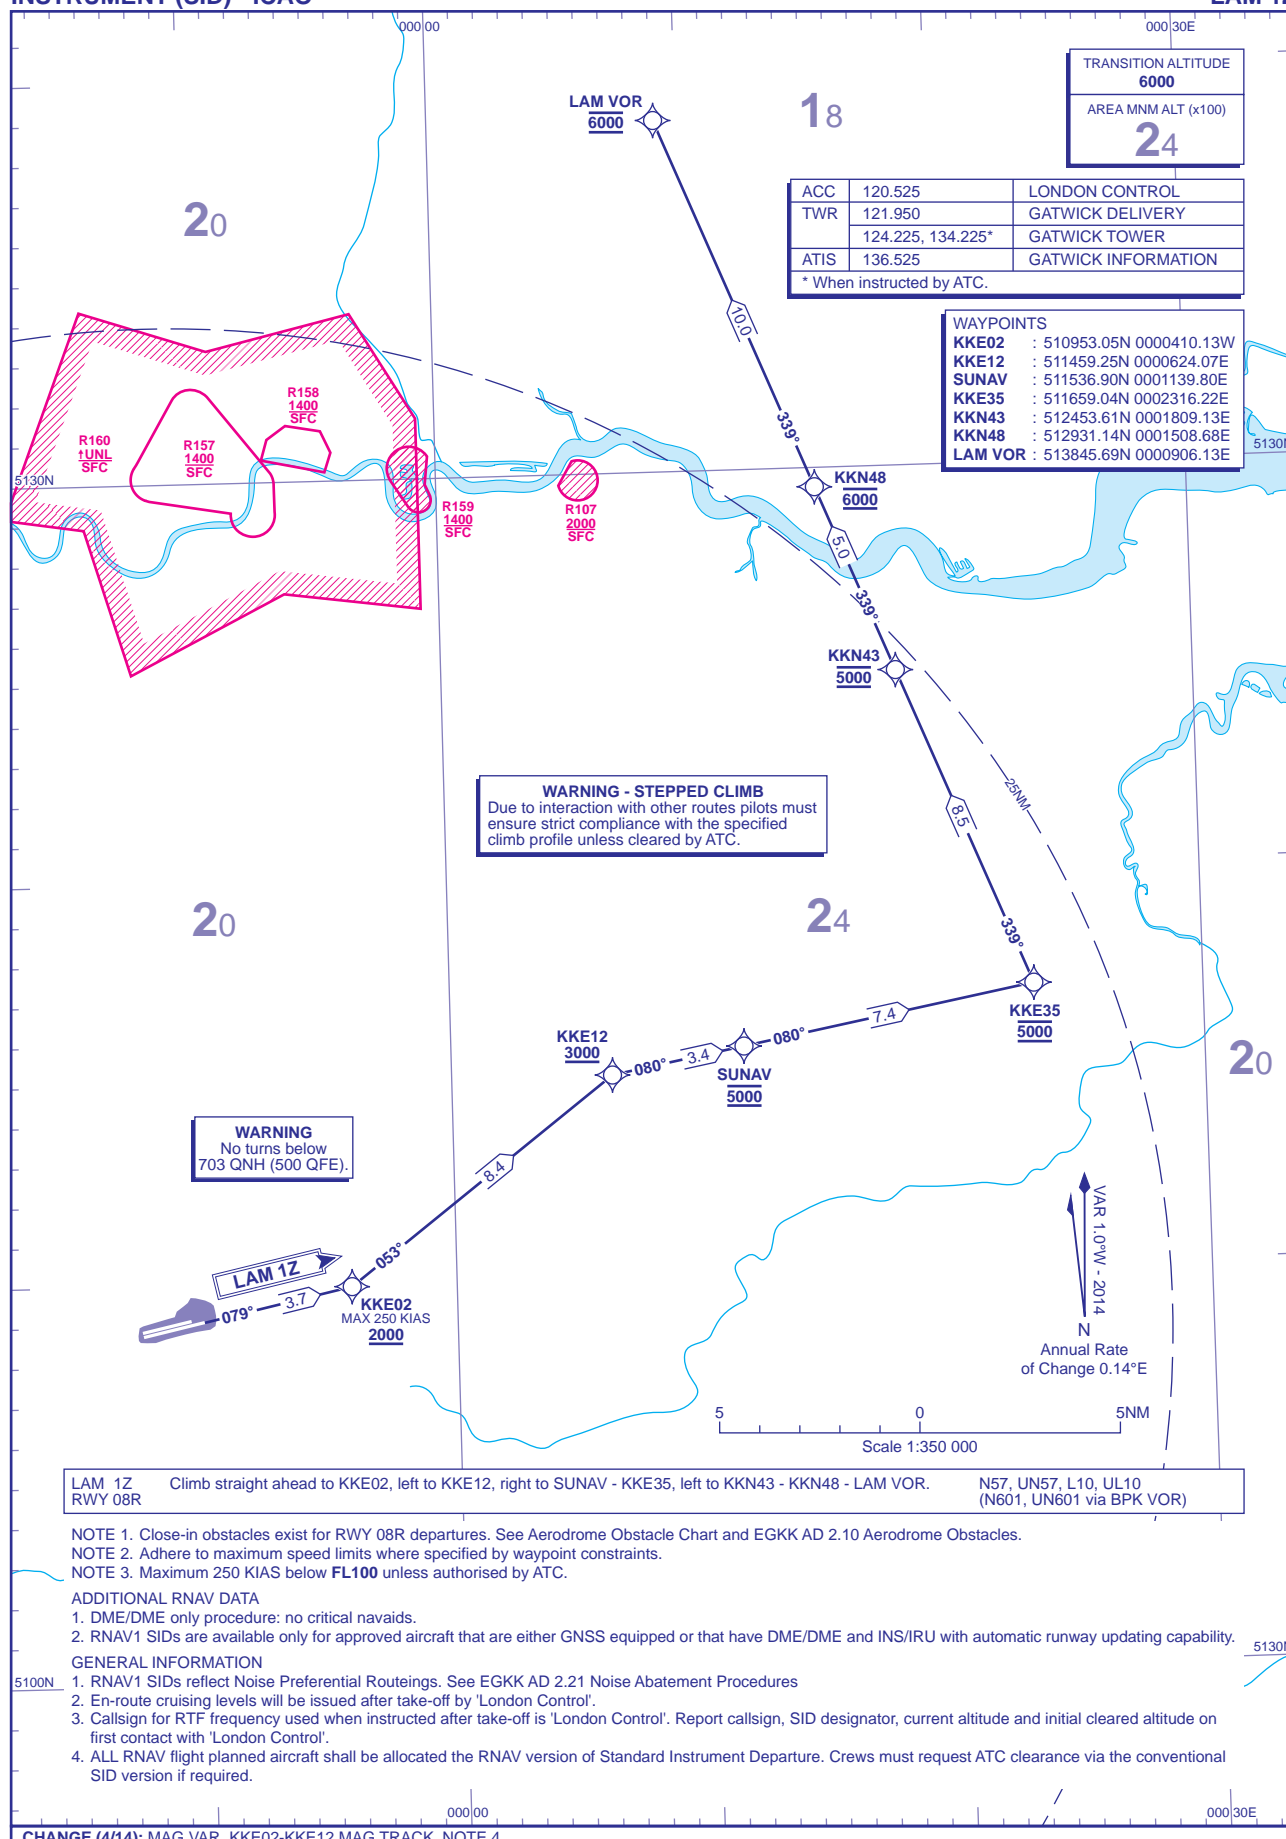 INSTRUMENT (SID) - ICAO
000 00
000 30E
TRANSITION ALTITUDE
6000
AREA MNM ALT (x100)
24
LAM VOR
6000
18
20
ACC 120.525 LONDON CONTROL
TWR 121.950 GATWICK DELIVERY
124.225, 134.225* GATWICK TOWER
ATIS 136.525 GATWICK INFORMATION
* When instructed by ATC.
10.0
WAYPOINTS
KKE02 : 510953.05N 0000410.13W
KKE12 : 511459.25N 0000624.07E
SUNAV : 511536.90N 0001139.80E
KKE35 : 511659.04N 0002316.22E
KKN43 : 512453.61N 0001809.13E
KKN48 : 512931.14N 0001508.68E
LAM VOR : 513845.69N 0000906.13E
R158
1400
SFC
R160
↑UNL
SFC
R157
1400
SFC
339°
5130N
5130N
KKN48
6000
R159
1400
SFC
R107
2000
SFC
5.0
339°
KKN43
5000
25NM
WARNING - STEPPED CLIMB
Due to interaction with other routes pilots must
ensure strict compliance with the specified
climb profile unless cleared by ATC.
8.5
20
24
339°
KKE35
5000
7.4
080°
KKE12
3000
080°
3.4
SUNAV
5000
20
WARNING
No turns below
703 QNH (500 QFE).
8.4
053°
LAM 1Z
079°
3.7
KKE02
MAX 250 KIAS
2000
VAR 1.0°W - 2014
N
Annual Rate
of Change 0.14°E
5 0 5NM
Scale 1:350 000
LAM 1Z Climb straight ahead to KKE02, left to KKE12, right to SUNAV - KKE35, left to KKN43 - KKN48 - LAM VOR. N57, UN57, L10, UL10
RWY 08R (N601, UN601 via BPK VOR)
NOTE 1. Close-in obstacles exist for RWY 08R departures. See Aerodrome Obstacle Chart and EGKK AD 2.10 Aerodrome Obstacles.
NOTE 2. Adhere to maximum speed limits where specified by waypoint constraints.
NOTE 3. Maximum 250 KIAS below FL100 unless authorised by ATC.
ADDITIONAL RNAV DATA
1. DME/DME only procedure: no critical navaids.
2. RNAV1 SIDs are available only for approved aircraft that are either GNSS equipped or that have DME/DME and INS/IRU with automatic runway updating capability.
5130N
GENERAL INFORMATION
5100N
1. RNAV1 SIDs reflect Noise Preferential Routeings. See EGKK AD 2.21 Noise Abatement Procedures
2. En-route cruising levels will be issued after take-off by 'London Control'.
3. Callsign for RTF frequency used when instructed after take-off is 'London Control'. Report callsign, SID designator, current altitude and initial cleared altitude on
first contact with 'London Control'.
4. ALL RNAV flight planned aircraft shall be allocated the RNAV version of Standard Instrument Departure. Crews must request ATC clearance via the conventional
SID version if required.
000 00
000 30E
CHANGE (4/14): MAG VAR. KKE02-KKE12 MAG TRACK. NOTE 4.